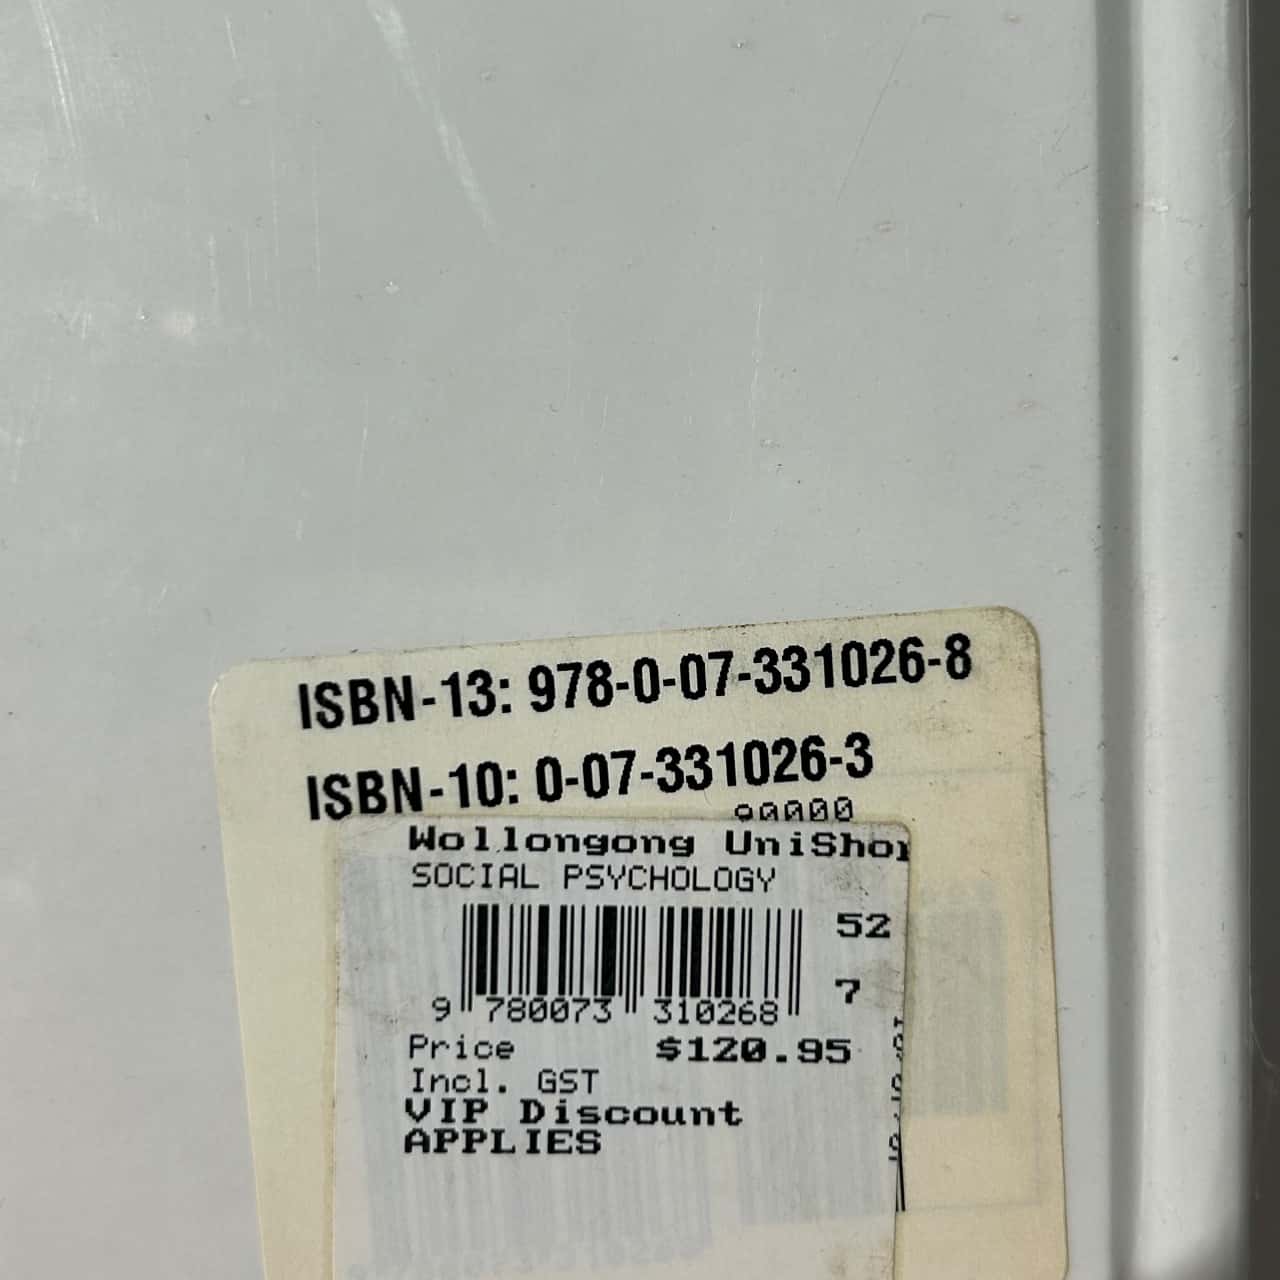 ISBN-13: 978-0-07-331026-8
ISBN-10: 0-07-331026-3
90000
Wollongong UniShop
SOCIAL PSYCHOLOGY
52
7
9 780073 310268
Price $120.95
Incl. GST
VIP Discount
APPLIES